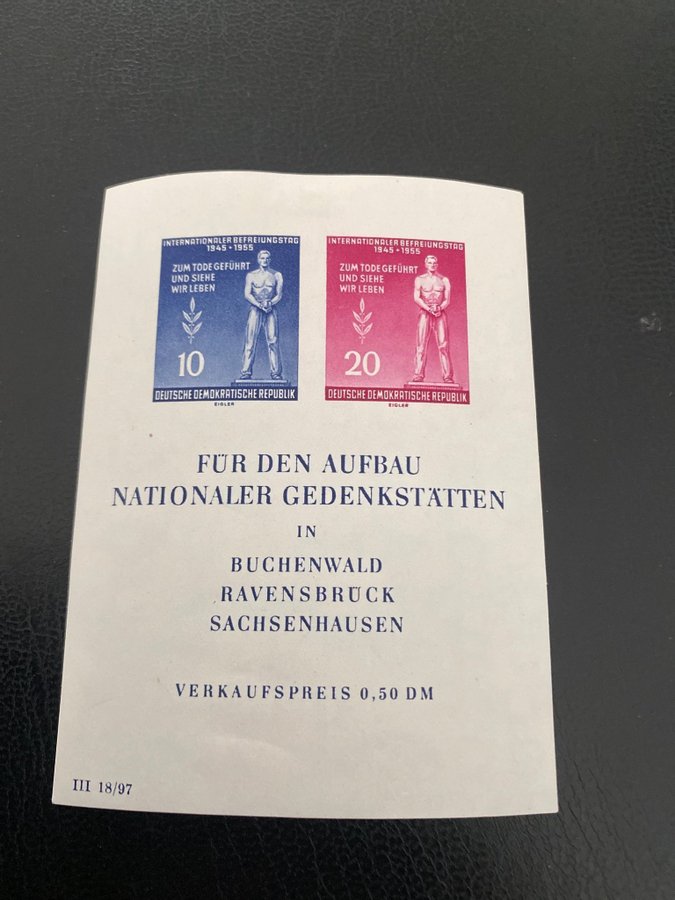 INTERNATIONALER BEFREIUNGSTAG
1945 • 1955
ZUM TODE GEFÜHRT
UND SIEHE
WIR LEBEN
10
DEUTSCHE DEMOKRATISCHE REPUBLIK
EIGLER
INTERNATIONALER BEFREIUNGSTAG
1945 • 1955
ZUM TODE GEFÜHRT
UND SIEHE
WIR LEBEN
20
DEUTSCHE DEMOKRATISCHE REPUBLIK
EIGLER
FÜR DEN AUFBAU
NATIONALER GEDENKSTÄTTEN
IN
BUCHENWALD
RAVENSBRÜCK
SACHSENHAUSEN
VERKAUFSPREIS 0,50 DM
III 18/97